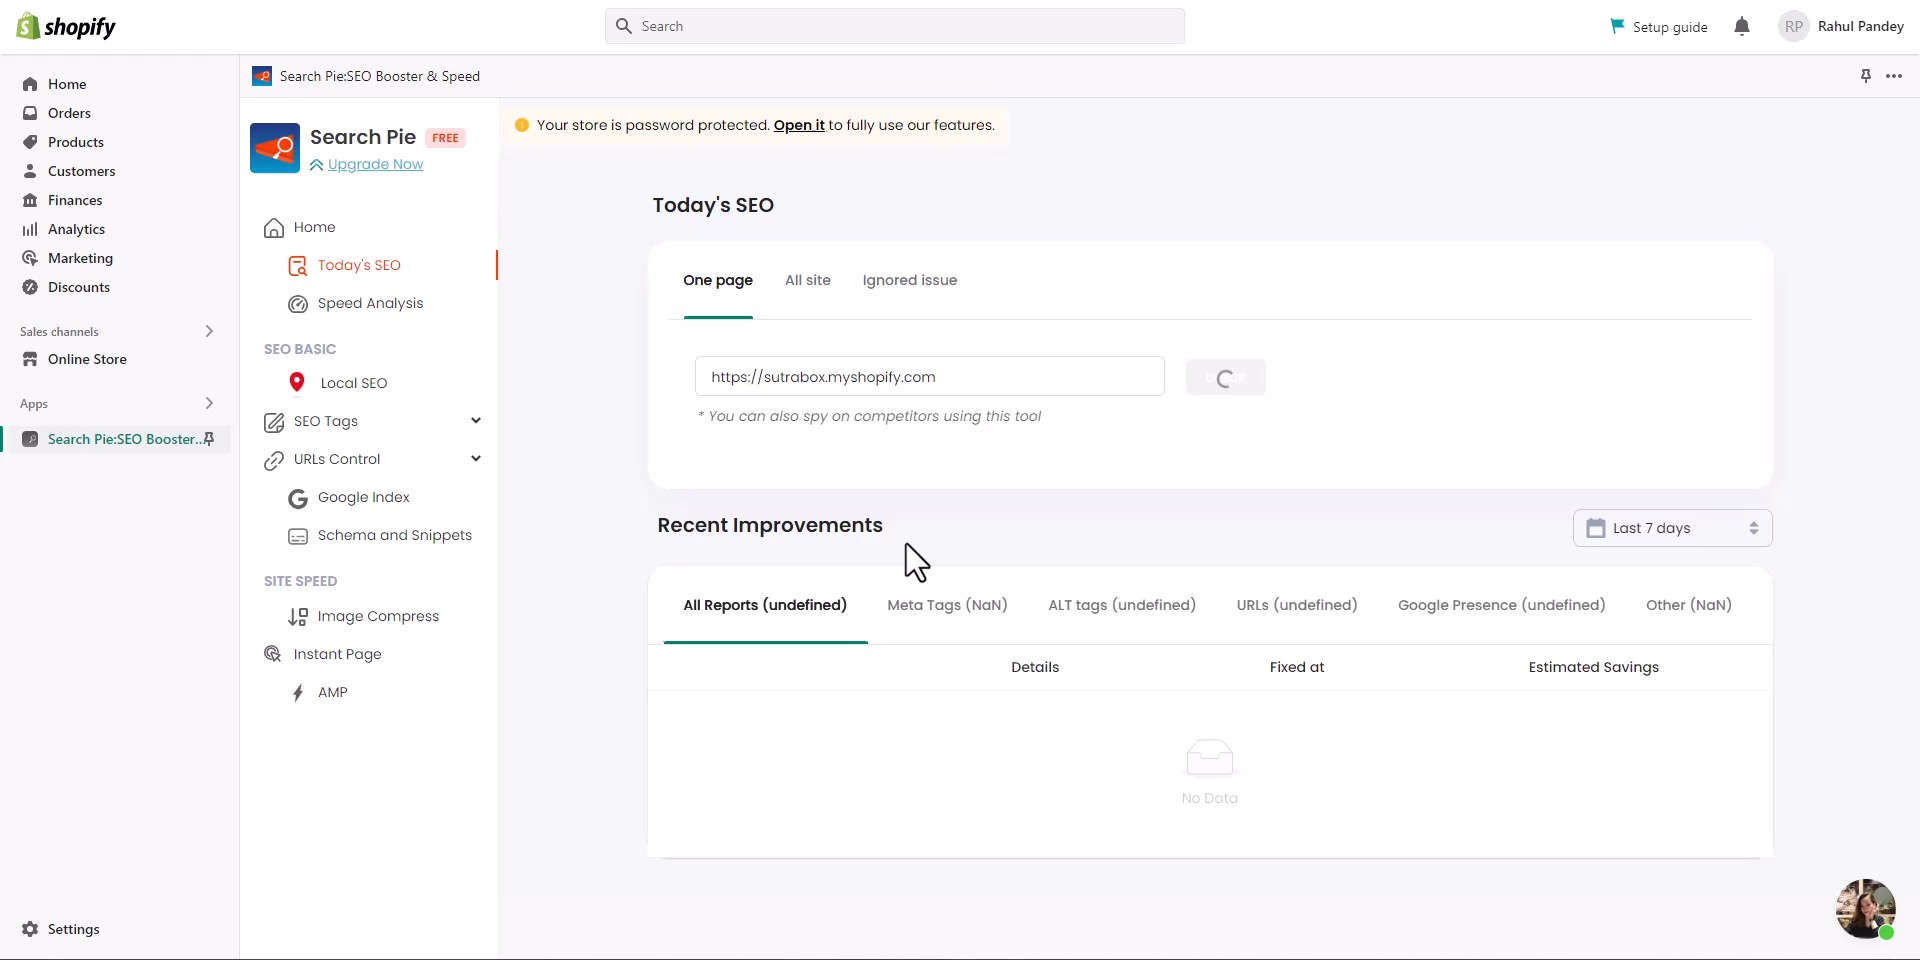 shopify
Search
Setup guide
RP
Rahul Pandey
Home
Orders
Products
Customers
Finances
Analytics
Marketing
Discounts
Sales channels
Online Store
Apps
Search Pie:SEO Booster...
Settings
Search Pie:SEO Booster & Speed
Search Pie FREE
Upgrade Now
Home
Today's SEO
Speed Analysis
SEO BASIC
Local SEO
SEO Tags
URLs Control
Google Index
Schema and Snippets
SITE SPEED
Image Compress
Instant Page
AMP
Your store is password protected. Open it to fully use our features.
Today's SEO
One page All site Ignored issue
https://sutrabox.myshopify.com
* You can also spy on competitors using this tool
Recent Improvements
Last 7 days
All Reports (undefined) Meta Tags (NaN) ALT tags (undefined) URLs (undefined) Google Presence (undefined) Other (NaN)
Details Fixed at Estimated Savings
No Data